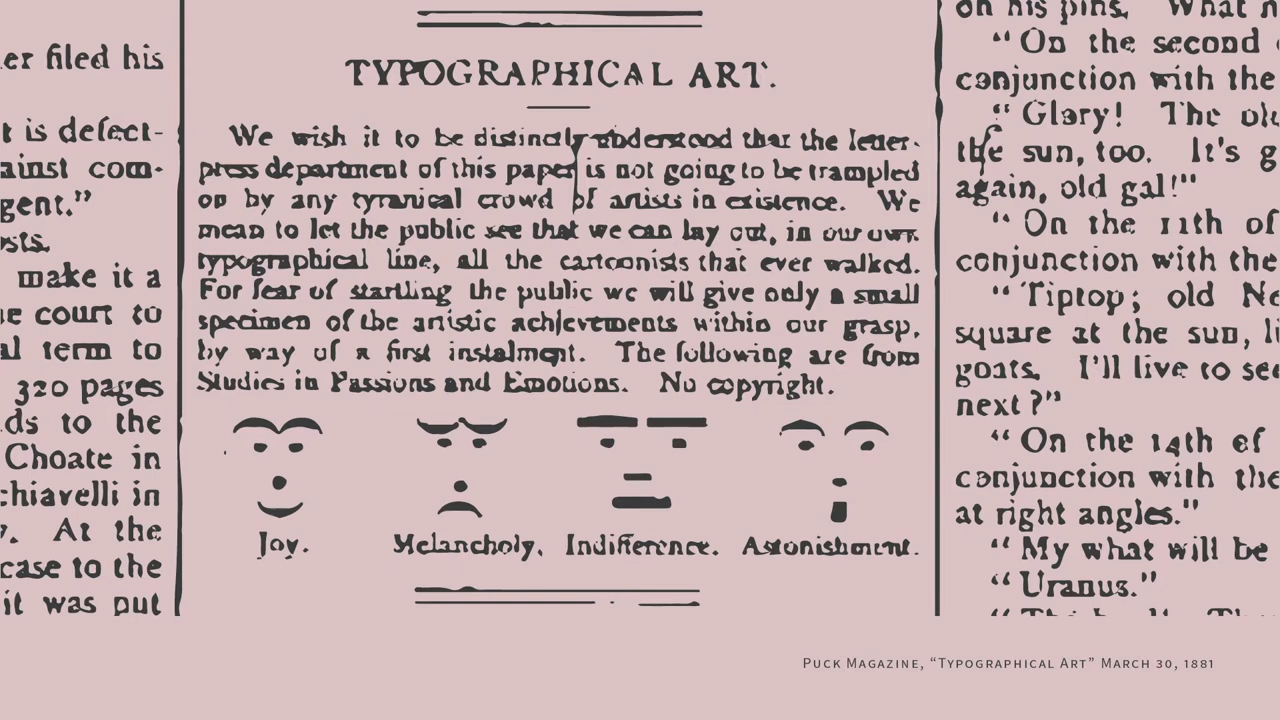 er filed his
t is defect-
ainst com-
gent.”
sts.
make it a
e court to
al term to
320 pages
ds to the
Choate in
chiavelli in
At the
case to the
it was put
TYPOGRAPHICAL ART.
We wish it to be distinctly understood that the letter-
press department of this paper is not going to be trampled
on by any tyranical crowd of artists in existence. We
mean to let the public see that we can lay out, in our own
typographical line, all the cartoonists that ever walked.
For fear of startling the public we will give only a small
specimen of the artistic achievements within our grasp,
by way of a first instalment. The following are from
Studies in Passions and Emotions. No copyright.
Joy. Melancholy. Indifference. Astonishment.
on his pins. What
“On the second
conjunction with the
“Glory! The old
the sun, too. It's g
again, old gal!"
“On the 11th of
conjunction with the
“Tiptop; old Ne
square at the sun, li
goats. I'll live to see
next?”
“On the 14th of
conjunction with the
at right angles."
“My what will be
“Uranus.”
PUCK MAGAZINE, “TYPOGRAPHICAL ART” MARCH 30, 1881